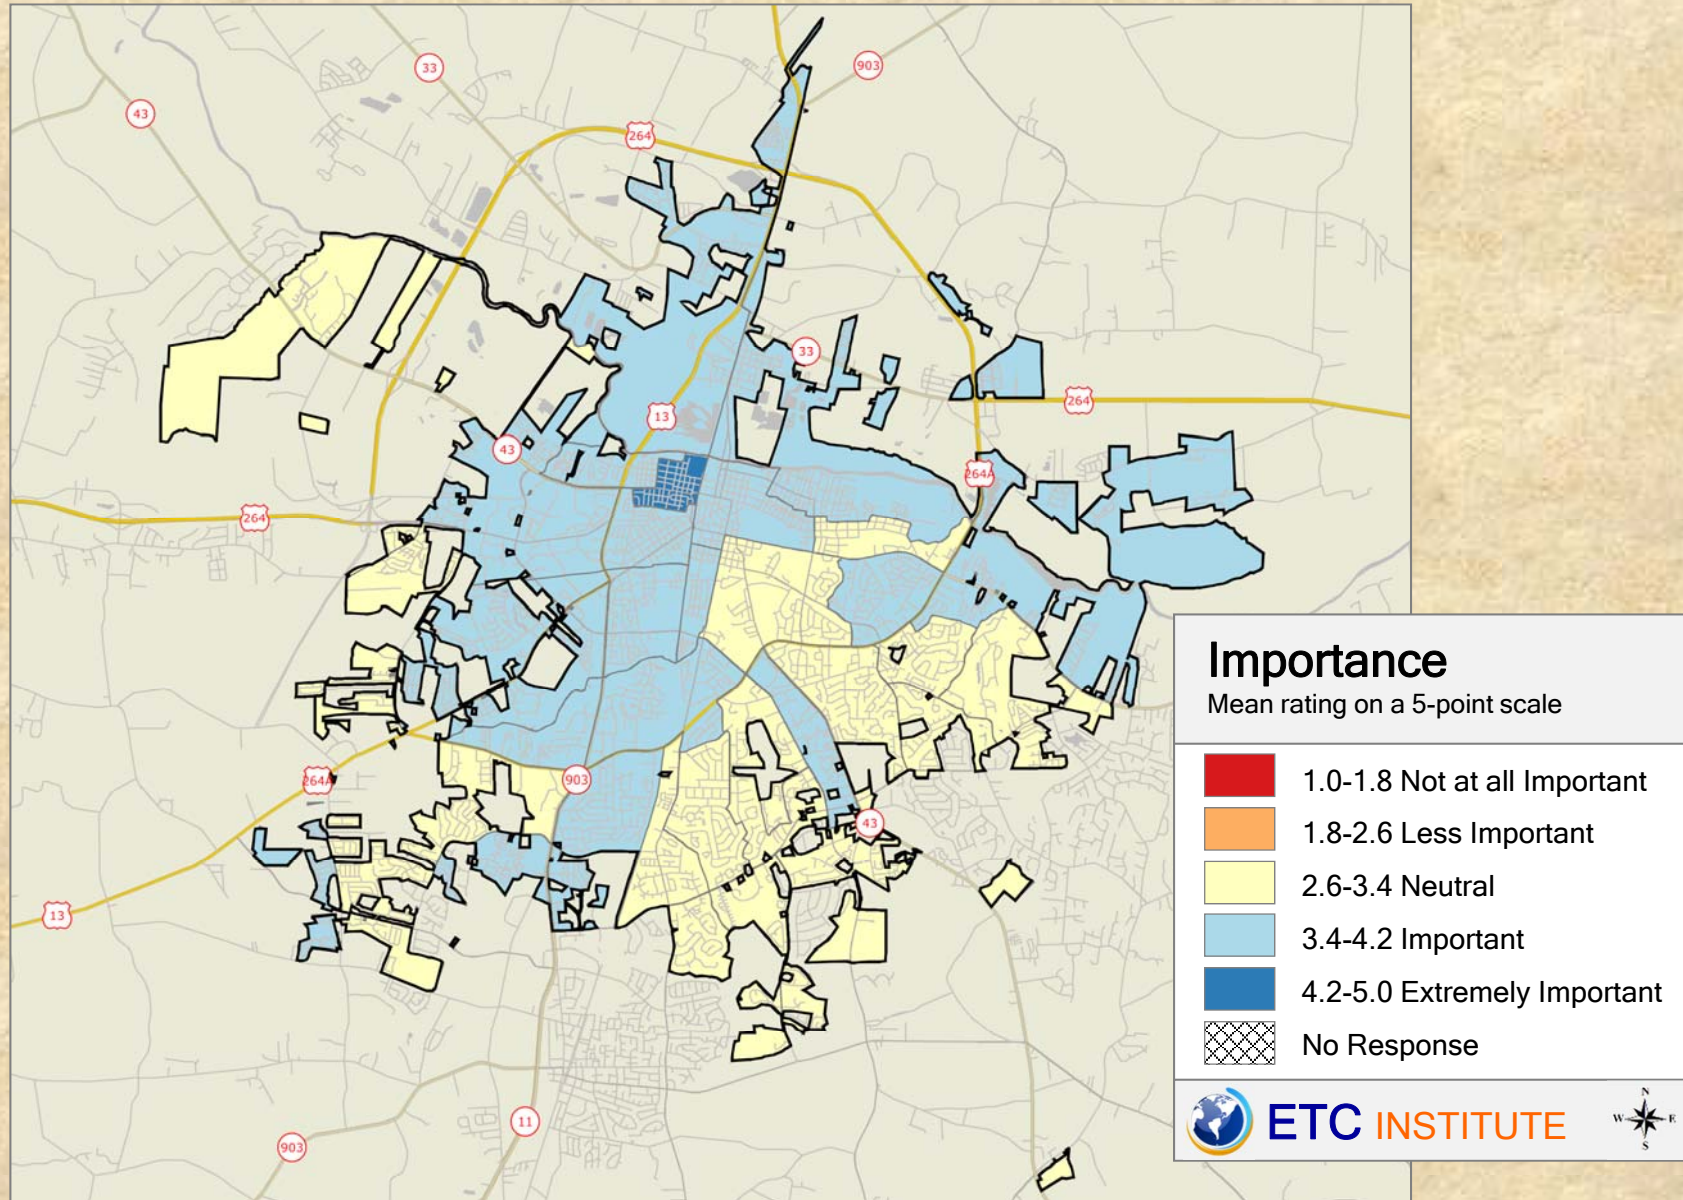 33
903
43
264
33
264
13
43
264A
264
903
264A
43
13
11
903
Importance
Mean rating on a 5-point scale
1.0-1.8 Not at all Important
1.8-2.6 Less Important
2.6-3.4 Neutral
3.4-4.2 Important
4.2-5.0 Extremely Important
No Response
ETC INSTITUTE
N
W E
S